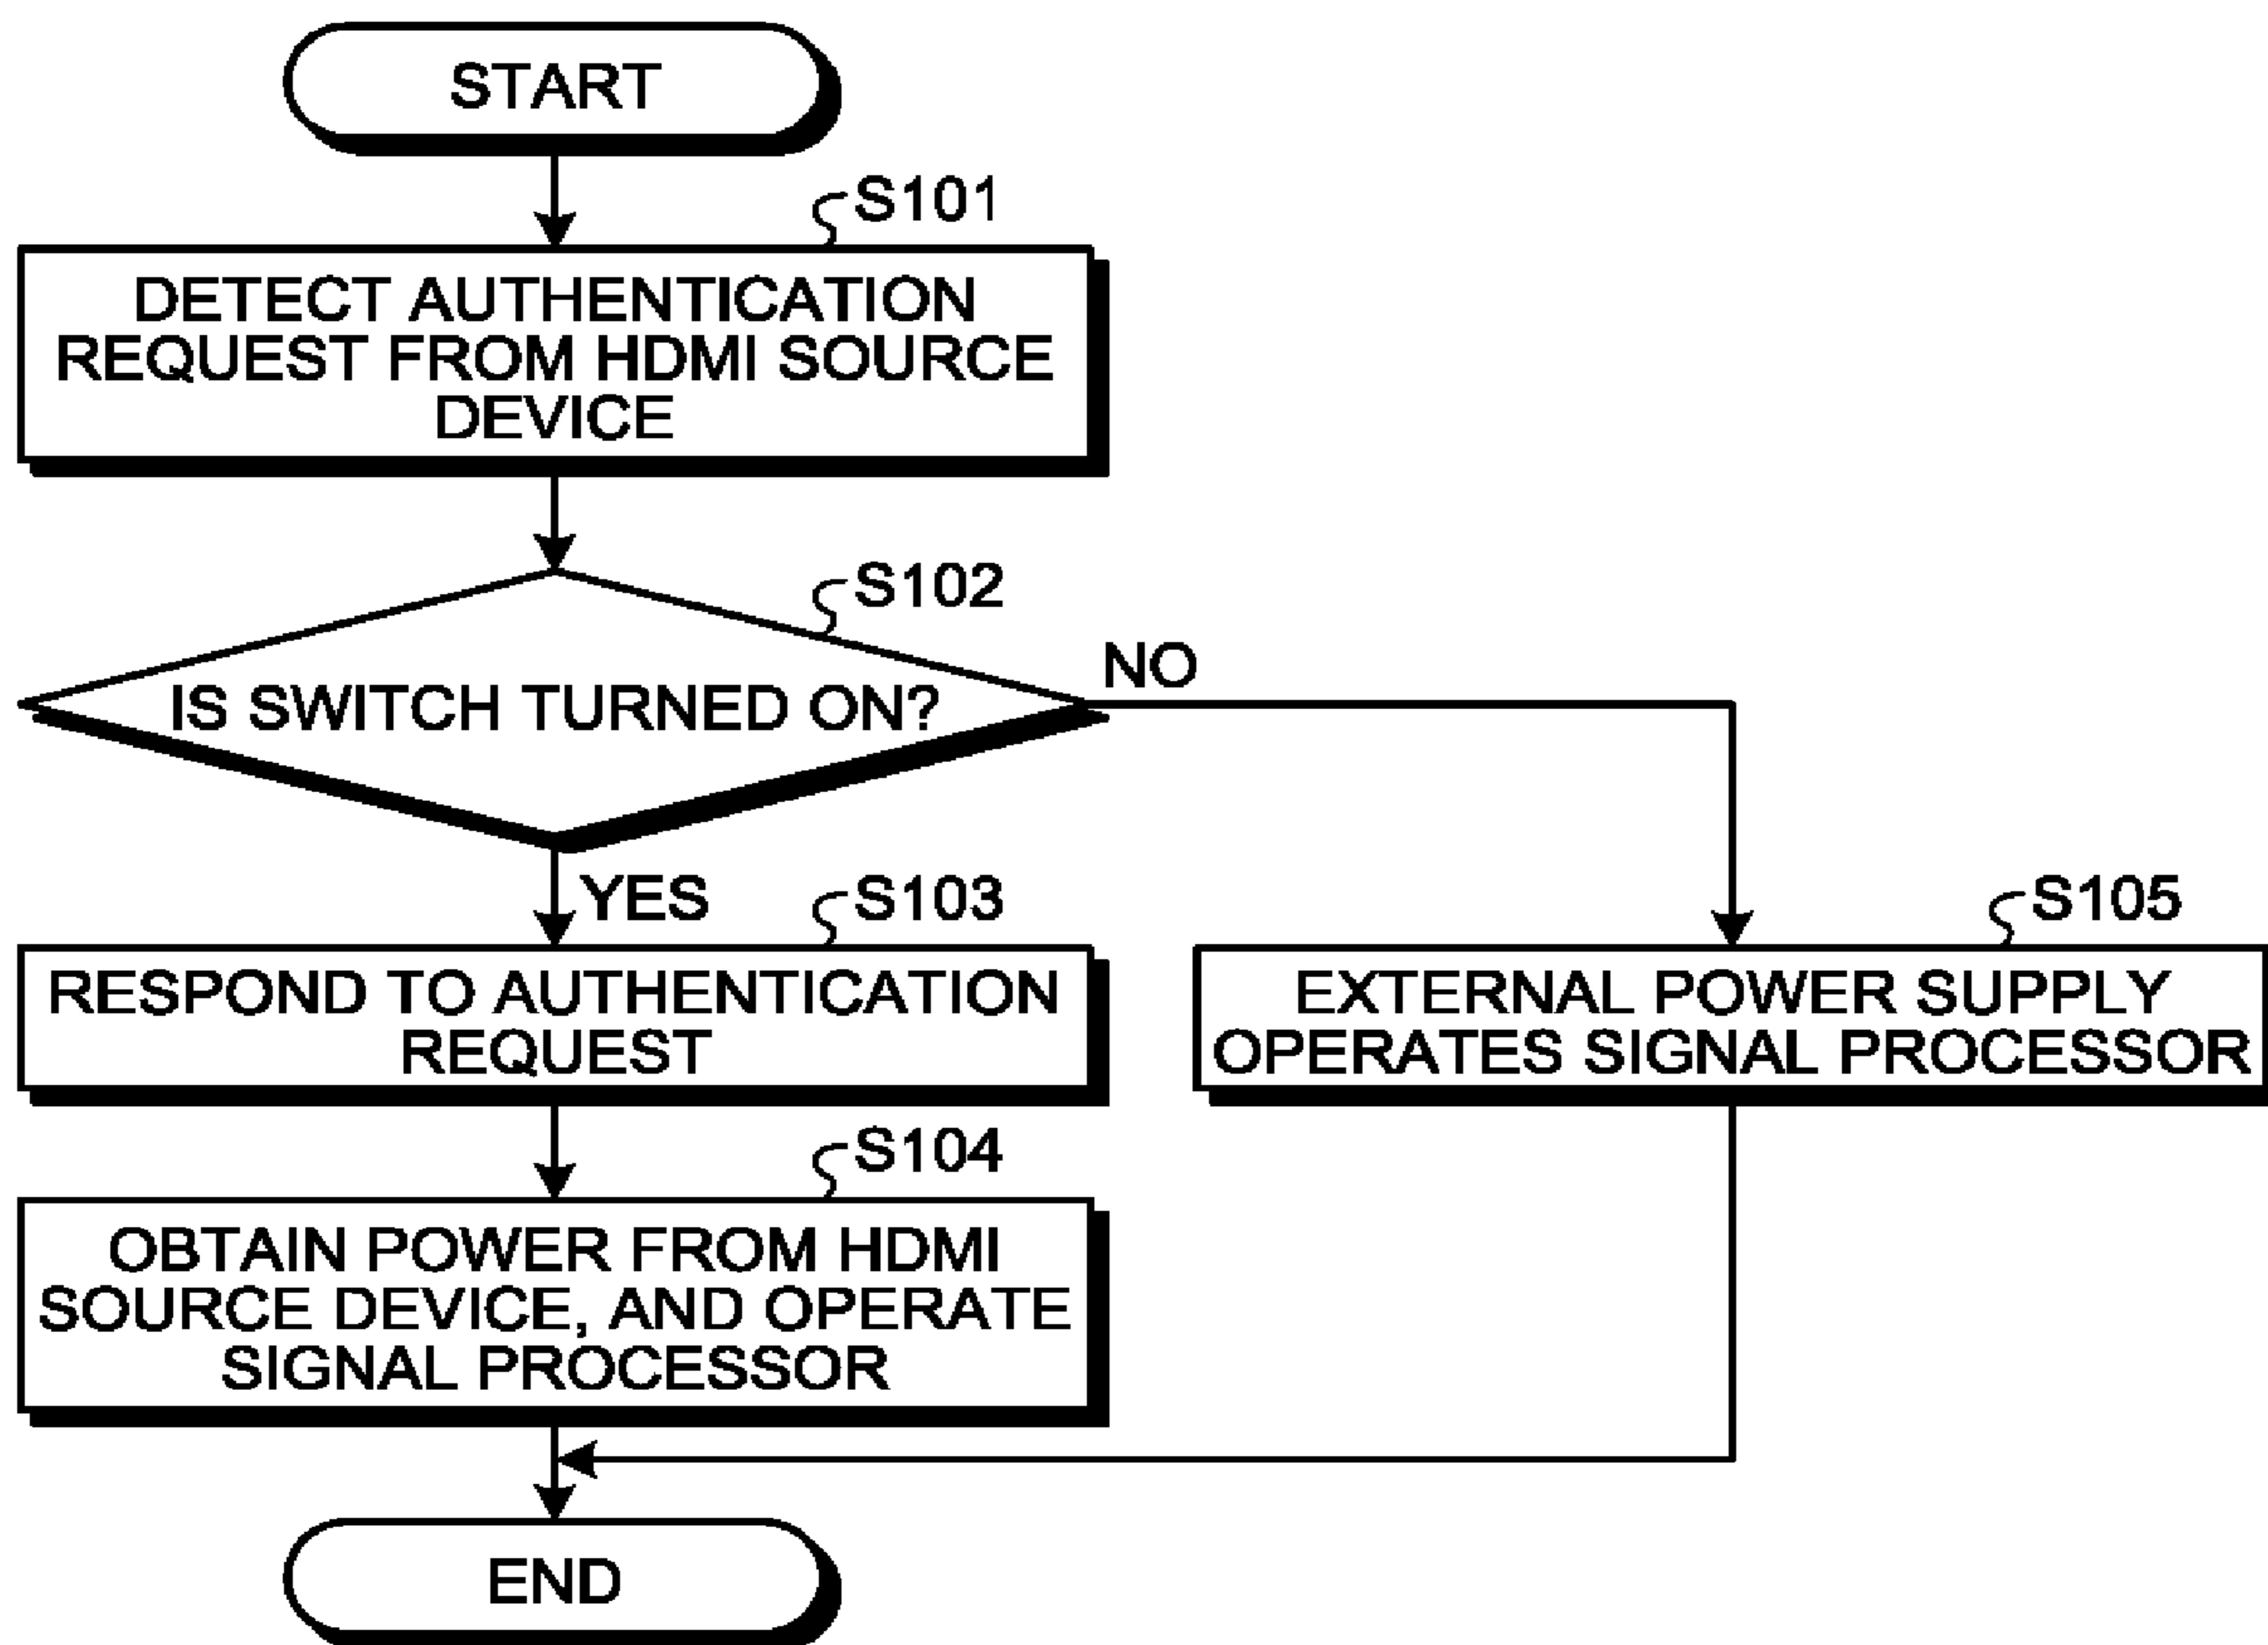 START
S101
DETECT AUTHENTICATION
REQUEST FROM HDMI SOURCE
DEVICE
S102
IS SWITCH TURNED ON?
NO
YES
S103
RESPOND TO AUTHENTICATION
REQUEST
S105
EXTERNAL POWER SUPPLY
OPERATES SIGNAL PROCESSOR
S104
OBTAIN POWER FROM HDMI
SOURCE DEVICE, AND OPERATE
SIGNAL PROCESSOR
END